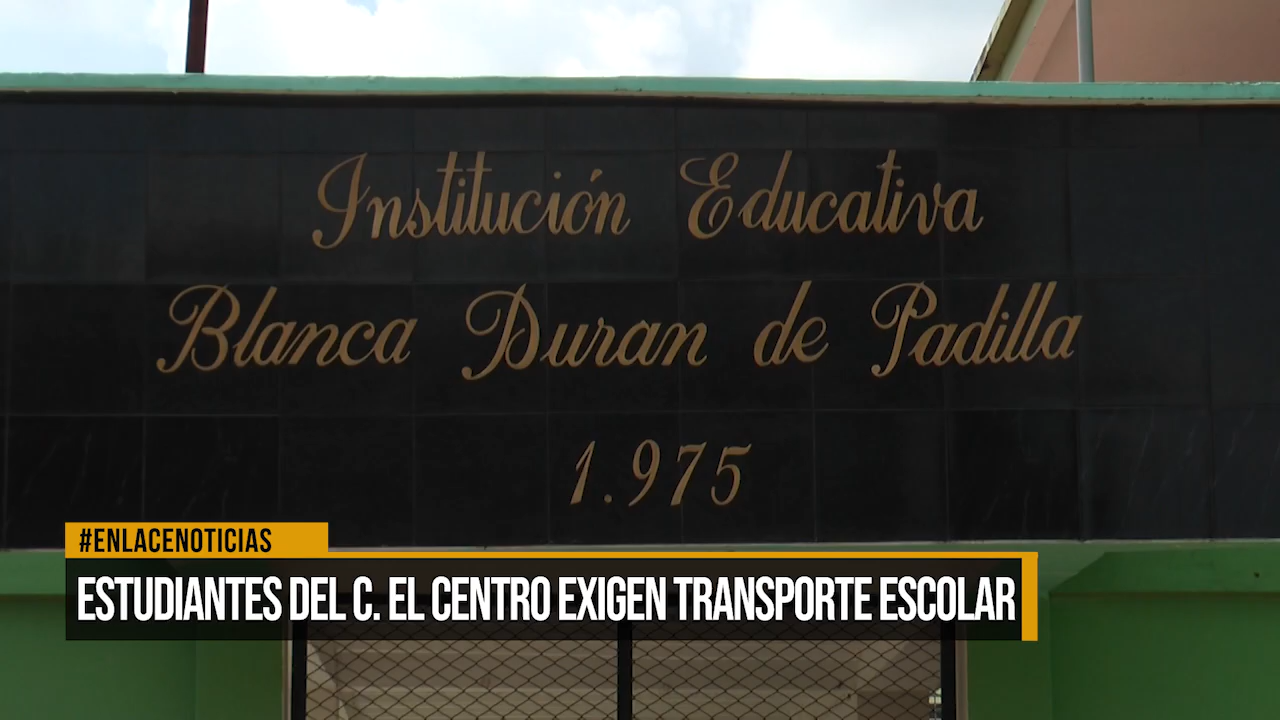 Institución Educativa
Blanca Duran de Padilla
1.975
#ENLACENOTICIAS
ESTUDIANTES DEL C. EL CENTRO EXIGEN TRANSPORTE ESCOLAR